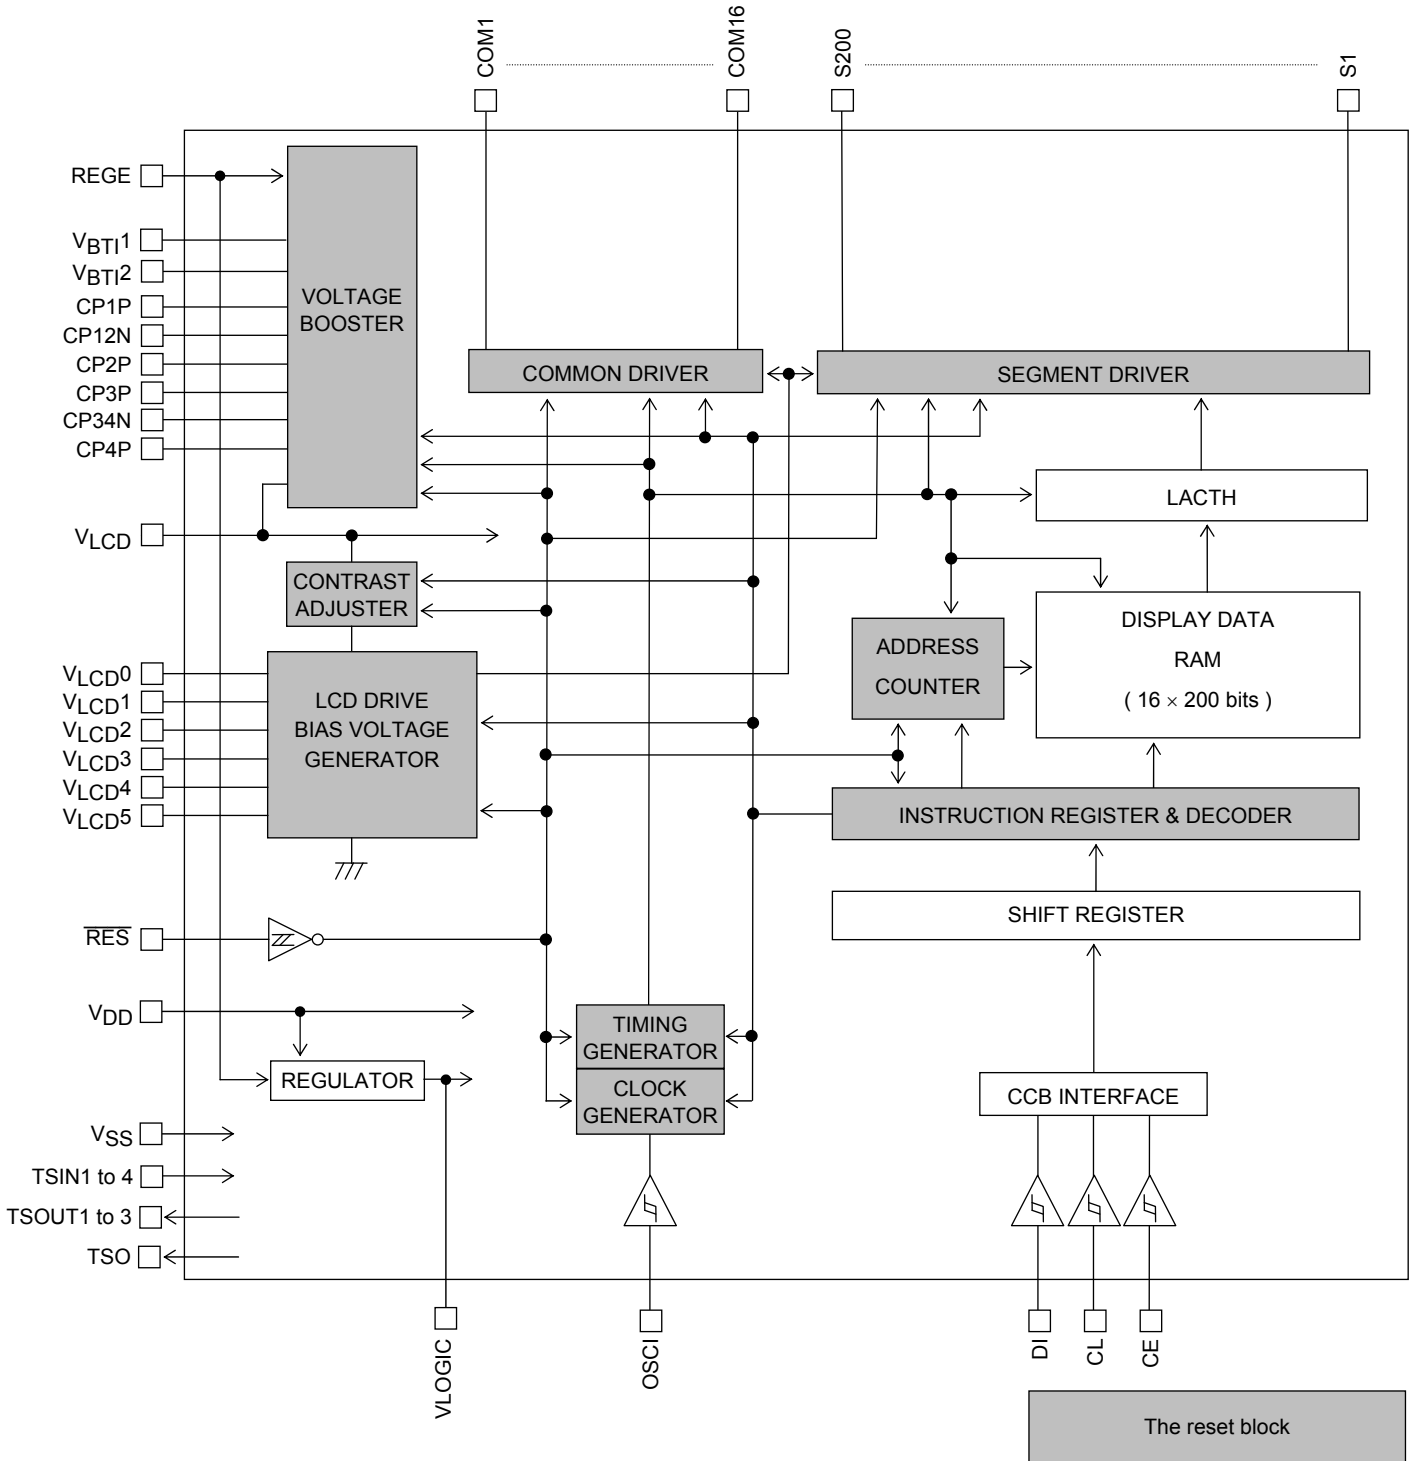 COM1
COM16
S200
S1
REGE
VBTI1
VBTI2
CP1P
CP12N
CP2P
CP3P
CP34N
CP4P
VOLTAGE
BOOSTER
COMMON DRIVER
SEGMENT DRIVER
LACTH
VLCD
CONTRAST
ADJUSTER
ADDRESS
COUNTER
DISPLAY DATA
RAM
( 16 × 200 bits )
VLCD0
VLCD1
VLCD2
VLCD3
VLCD4
VLCD5
LCD DRIVE
BIAS VOLTAGE
GENERATOR
INSTRUCTION REGISTER & DECODER
SHIFT REGISTER
RES
VDD
REGULATOR
TIMING
GENERATOR
CLOCK
GENERATOR
CCB INTERFACE
VSS
TSIN1 to 4
TSOUT1 to 3
TSO
VLOGIC
OSCI
DI
CL
CE
The reset block